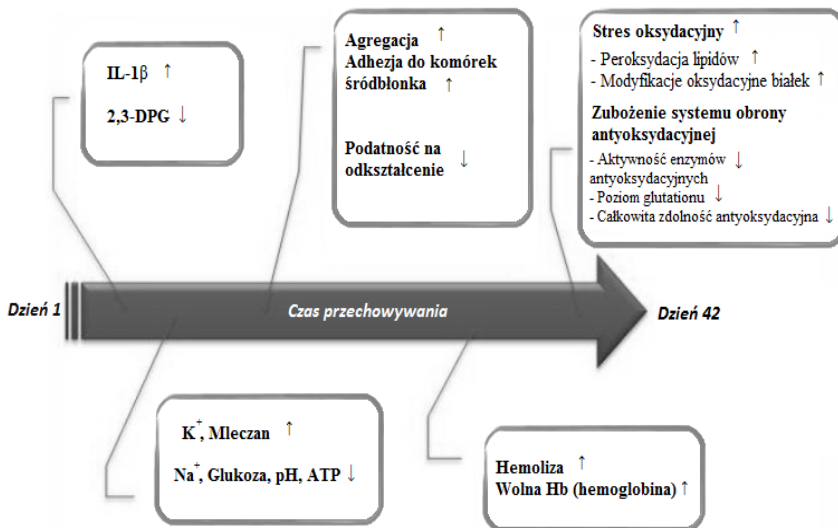 IL-1β ↑
2,3-DPG ↓
Agregacja ↑
Adhezja do komórek
śródbłonka ↑
Podatność na
odkształcenie ↓
Stres oksydacyjny ↑
- Peroksydacja lipidów ↑
- Modyfikacje oksydacyjne białek ↑
Zubożenie systemu obrony
antyoksydacyjnej
- Aktywność enzymów ↓
antyoksydacyjnych
- Poziom glutationu ↓
- Całkowita zdolność antyoksydacyjna ↓
Dzień 1
Czas przechowywania
Dzień 42
K⁺, Mleczan ↑
Na⁺, Glukoza, pH, ATP ↓
Hemoliza ↑
Wolna Hb (hemoglobina) ↑